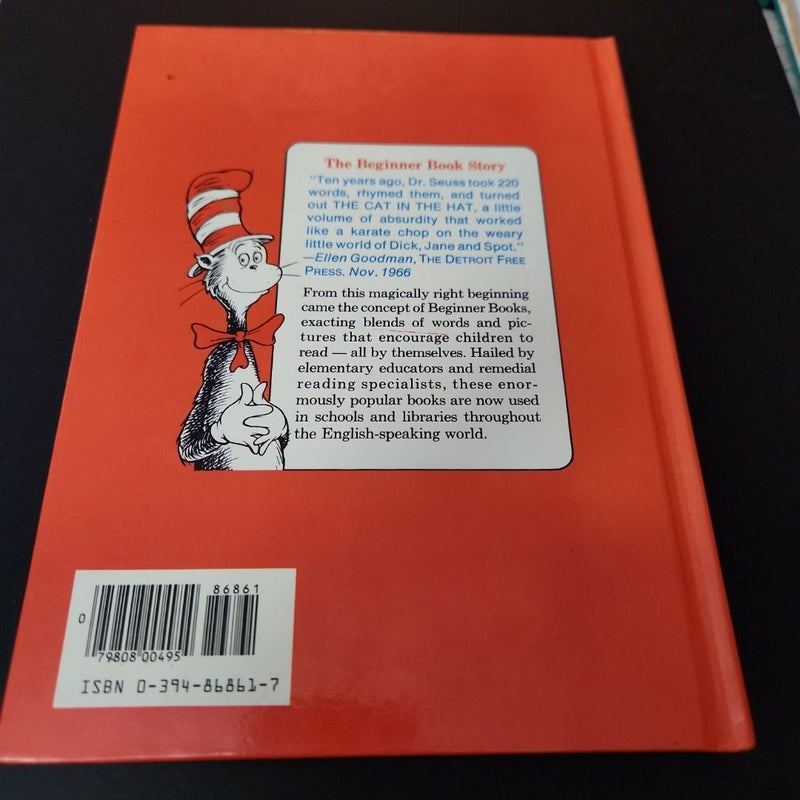 The Beginner Book Story
"Ten years ago, Dr. Seuss took 220
words, rhymed them, and turned
out THE CAT IN THE HAT, a little
volume of absurdity that worked
like a karate chop on the weary
little world of Dick, Jane and Spot."
—Ellen Goodman, THE DETROIT FREE
PRESS, Nov. 1966
From this magically right beginning
came the concept of Beginner Books,
exacting blends of words and pic-
tures that encourage children to
read — all by themselves. Hailed by
elementary educators and remedial
reading specialists, these enor-
mously popular books are now used
in schools and libraries throughout
the English-speaking world.
86861
0
79808 00495
ISBN 0-394-86861-7